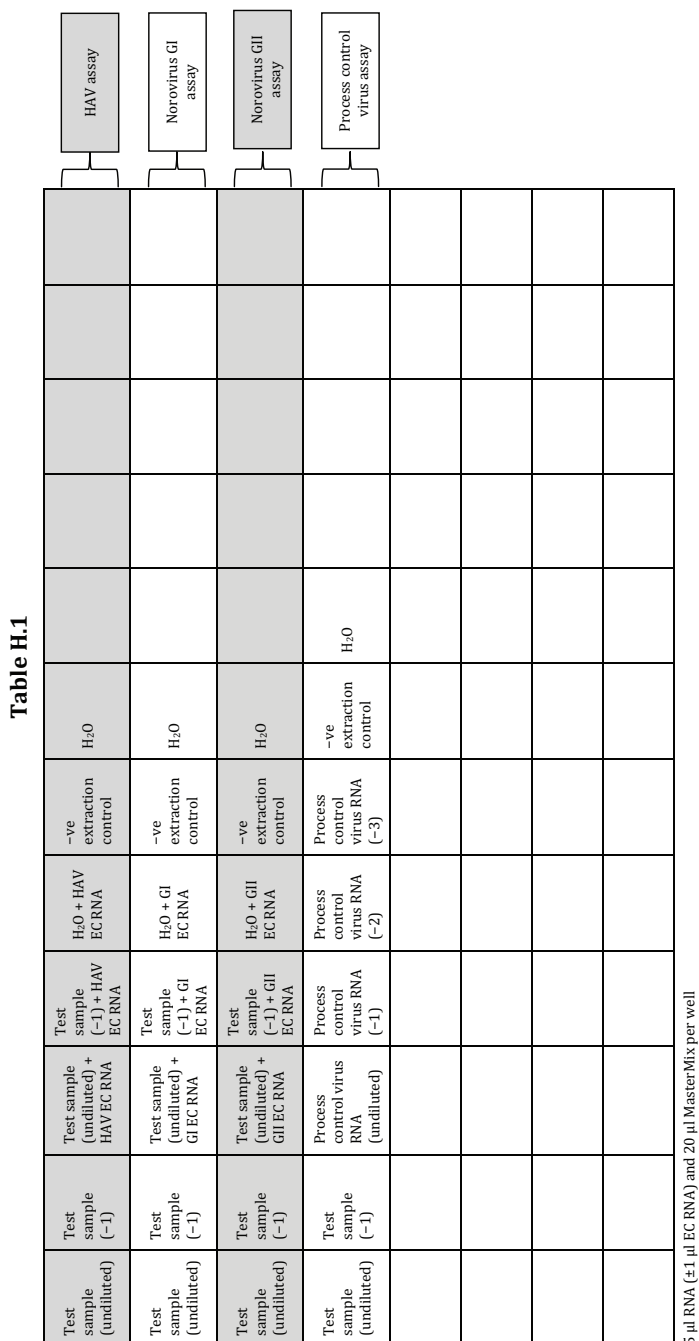 Table H.1
Test
sample
(undiluted)
Test
sample
(−1)
Test sample
(undiluted) +
HAV EC RNA
Test
sample
(−1) + HAV
EC RNA
H₂O + HAV
EC RNA
−ve
extraction
control
H₂O
HAV assay
Test
sample
(undiluted)
Test
sample
(−1)
Test sample
(undiluted) +
GI EC RNA
Test
sample
(−1) + GI
EC RNA
H₂O + GI
EC RNA
−ve
extraction
control
H₂O
Norovirus GI
assay
Test
sample
(undiluted)
Test
sample
(−1)
Test sample
(undiluted) +
GII EC RNA
Test
sample
(−1) + GII
EC RNA
H₂O + GII
EC RNA
−ve
extraction
control
H₂O
Norovirus GII
assay
Test
sample
(undiluted)
Test
sample
(−1)
Process
control virus
RNA
(undiluted)
Process
control
virus RNA
(−1)
Process
control
virus RNA
(−2)
Process
control
virus RNA
(−3)
−ve
extraction
control
H₂O
Process control
virus assay
5 µl RNA (±1 µl EC RNA) and 20 µl MasterMix per well